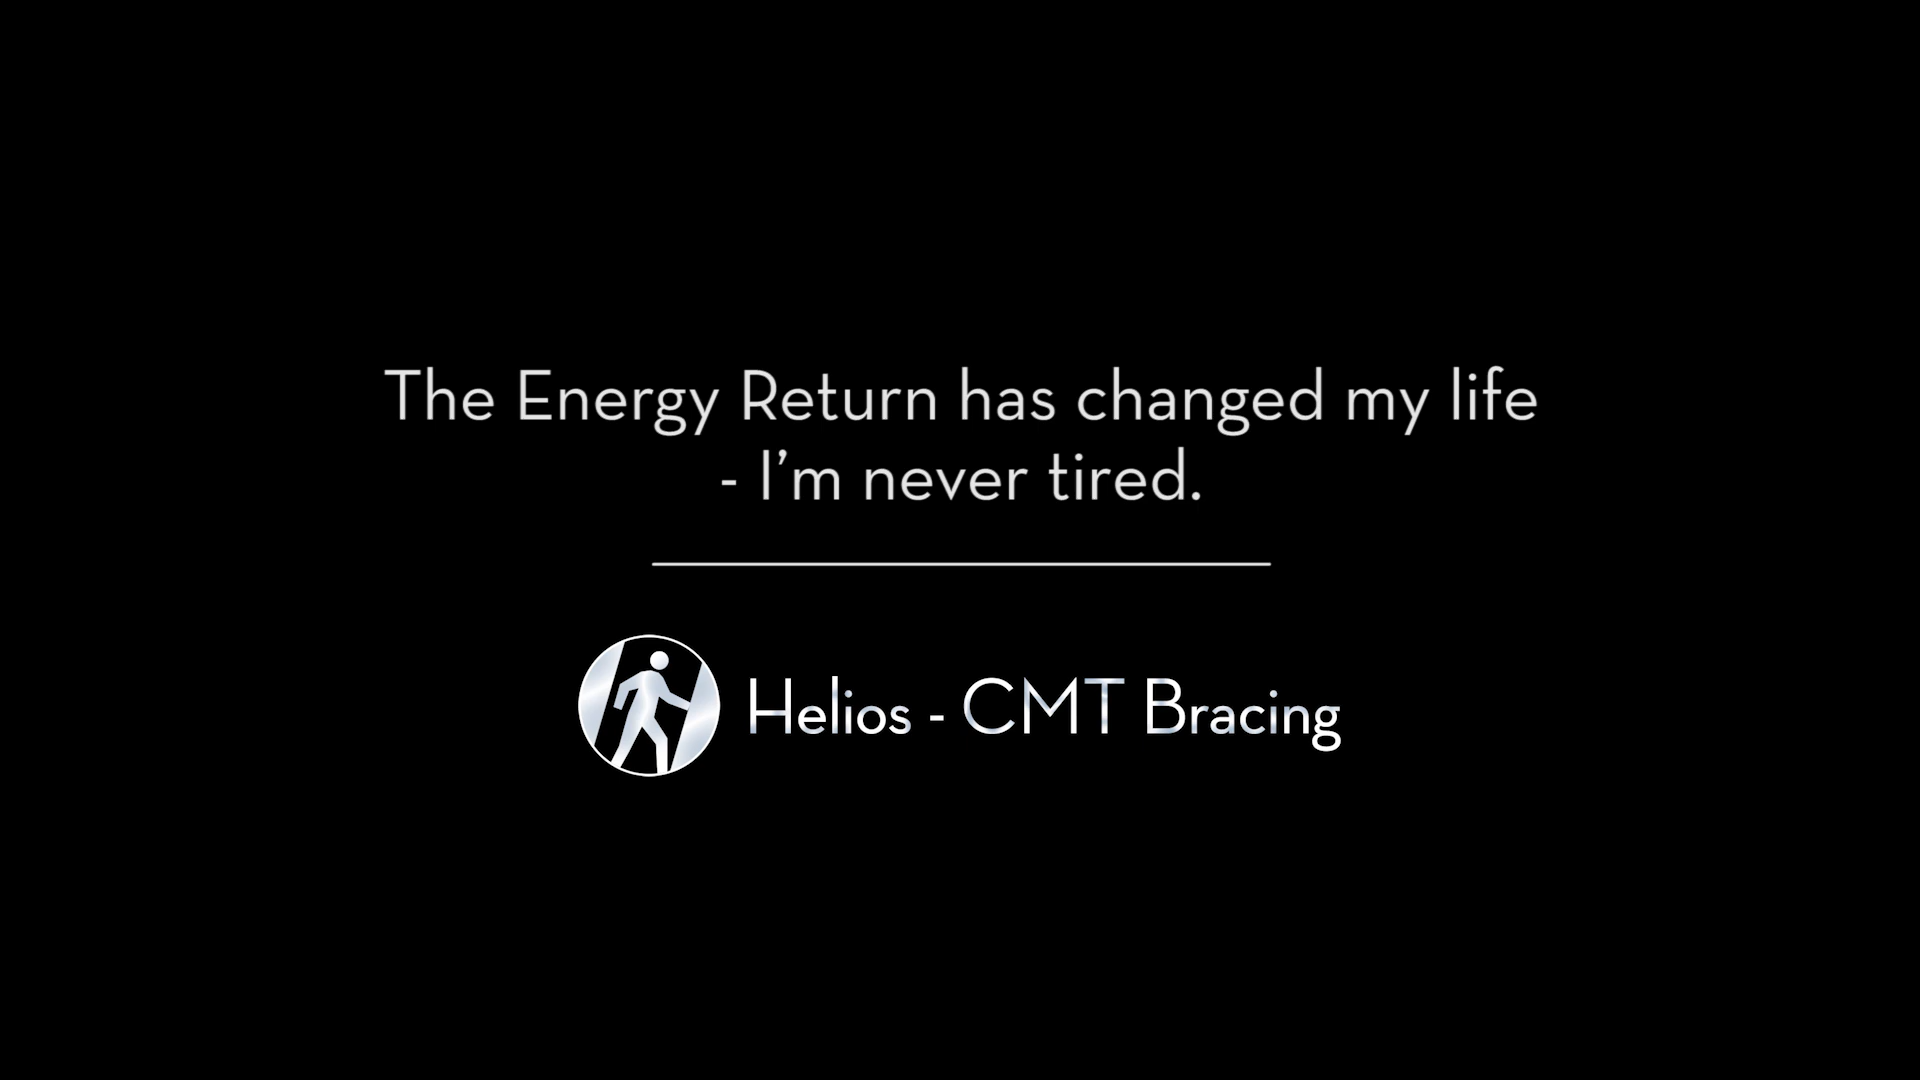 The Energy Return has changed my life
- I’m never tired.
Helios - CMT Bracing